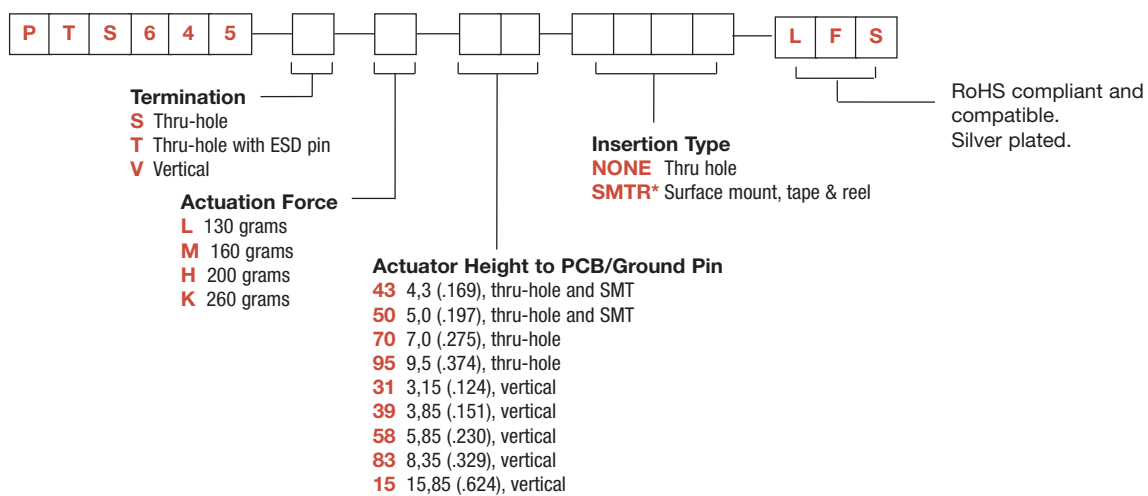 P T S 6 4 5 L F S
Termination
S Thru-hole
T Thru-hole with ESD pin
V Vertical
Actuation Force
L 130 grams
M 160 grams
H 200 grams
K 260 grams
Actuator Height to PCB/Ground Pin
43 4,3 (.169), thru-hole and SMT
50 5,0 (.197), thru-hole and SMT
70 7,0 (.275), thru-hole
95 9,5 (.374), thru-hole
31 3,15 (.124), vertical
39 3,85 (.151), vertical
58 5,85 (.230), vertical
83 8,35 (.329), vertical
15 15,85 (.624), vertical
Insertion Type
NONE Thru hole
SMTR* Surface mount, tape & reel
RoHS compliant and
compatible.
Silver plated.